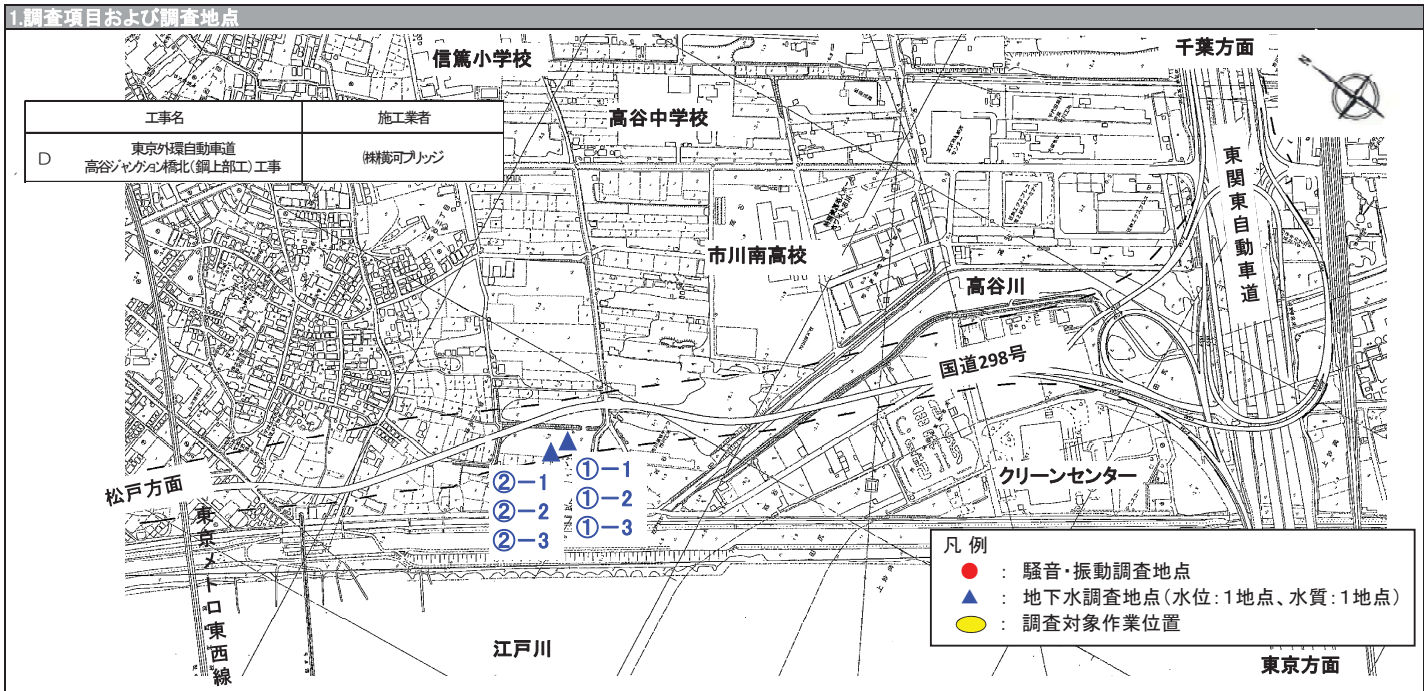 1.調査項目および調査地点
信篤小学校
千葉方面
N
工事名 施工業者
D 東京外環自動車道
高谷ジャンクション橋北(鋼上部工)工事 ㈱横河ブリッジ
高谷中学校
東関東自動車道
市川南高校
高谷川
国道298号
①-1
①-2
①-3
②-1
②-2
②-3
クリーンセンター
松戸方面
東京メトロ東西線
江戸川
凡 例
● : 騒音・振動調査地点
▲ : 地下水調査地点(水位:1地点、水質:1地点)
: 調査対象作業位置
東京方面